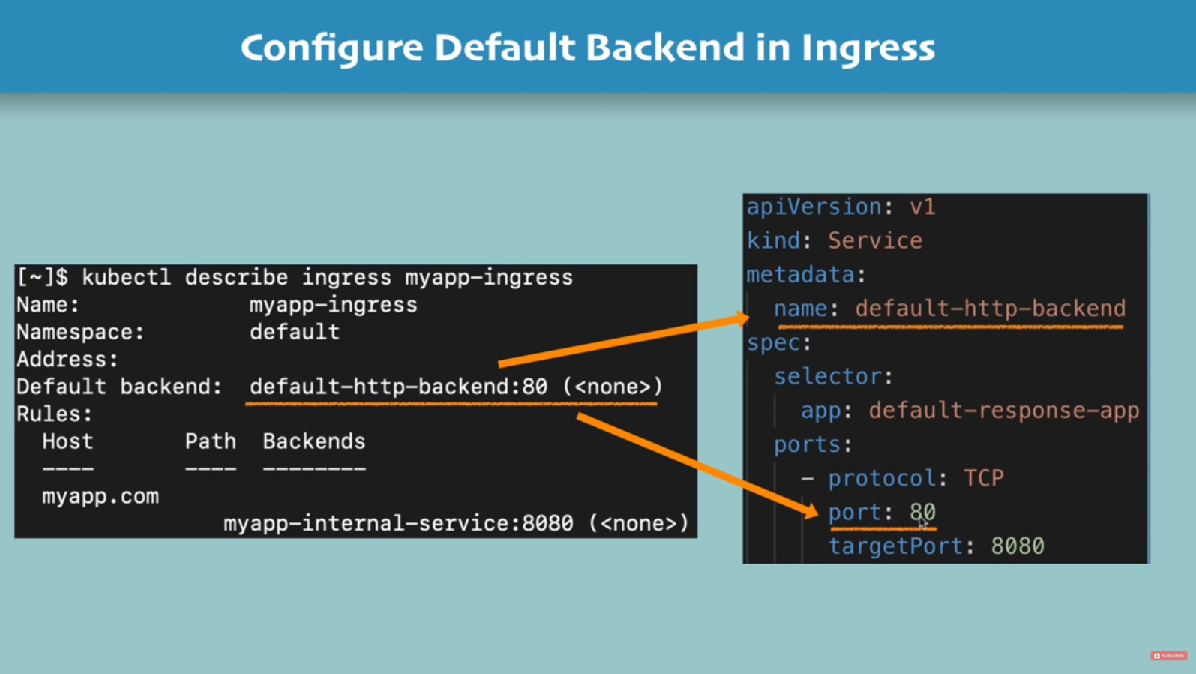 Configure Default Backend in Ingress
[~]$ kubectl describe ingress myapp-ingress
Name: myapp-ingress
Namespace: default
Address:
Default backend: default-http-backend:80 (<none>)
Rules:
Host Path Backends
---- ---- --------
myapp.com
myapp-internal-service:8080 (<none>)
apiVersion: v1
kind: Service
metadata:
name: default-http-backend
spec:
selector:
app: default-response-app
ports:
- protocol: TCP
port: 80
targetPort: 8080